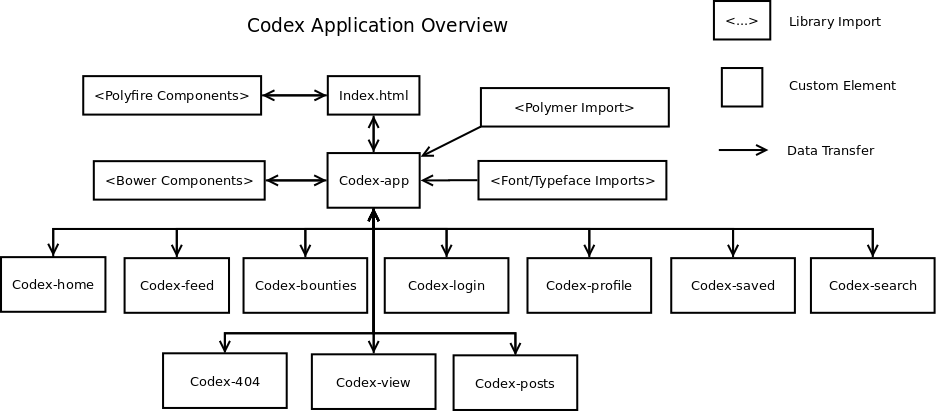 Codex Application Overview
<...>
Library Import
Custom Element
Data Transfer
<Polyfire Components>
Index.html
<Polymer Import>
<Bower Components>
Codex-app
<Font/Typeface Imports>
Codex-home
Codex-feed
Codex-bounties
Codex-login
Codex-profile
Codex-saved
Codex-search
Codex-404
Codex-view
Codex-posts